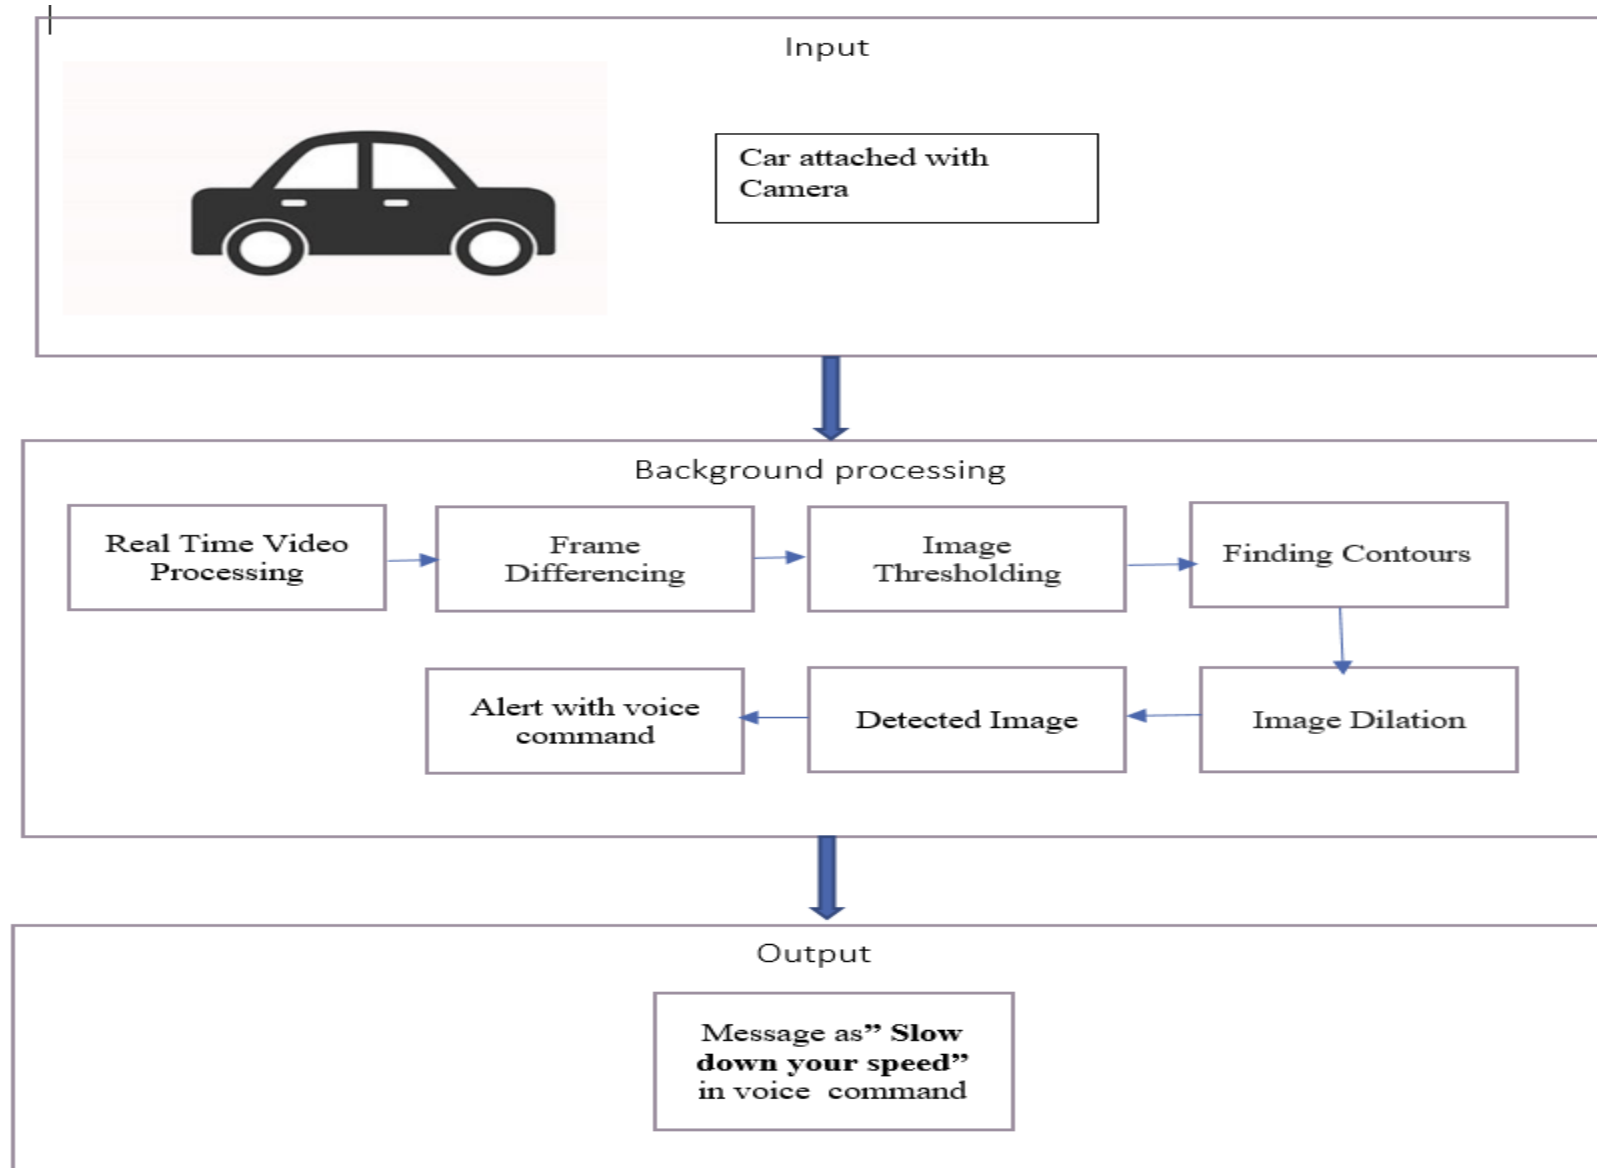 Input
Car attached with
Camera
Background processing
Real Time Video
Processing
Frame
Differencing
Image
Thresholding
Finding Contours
Alert with voice
command
Detected Image
Image Dilation
Output
Message as” Slow
down your speed”
in voice  command